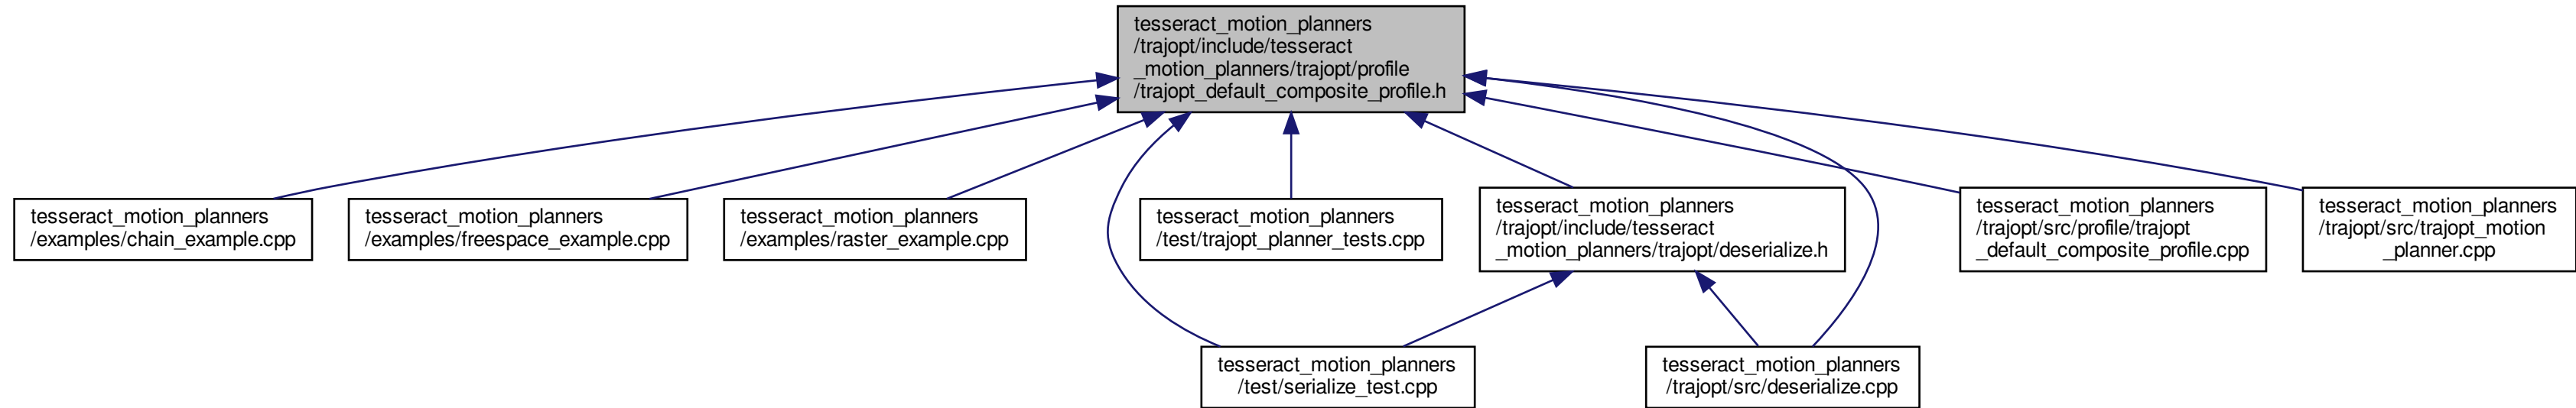 tesseract_motion_planners
/trajopt/include/tesseract
_motion_planners/trajopt/profile
/trajopt_default_composite_profile.h
tesseract_motion_planners
/examples/chain_example.cpp
tesseract_motion_planners
/examples/freespace_example.cpp
tesseract_motion_planners
/examples/raster_example.cpp
tesseract_motion_planners
/test/trajopt_planner_tests.cpp
tesseract_motion_planners
/trajopt/include/tesseract
_motion_planners/trajopt/deserialize.h
tesseract_motion_planners
/trajopt/src/profile/trajopt
_default_composite_profile.cpp
tesseract_motion_planners
/trajopt/src/trajopt_motion
_planner.cpp
tesseract_motion_planners
/test/serialize_test.cpp
tesseract_motion_planners
/trajopt/src/deserialize.cpp